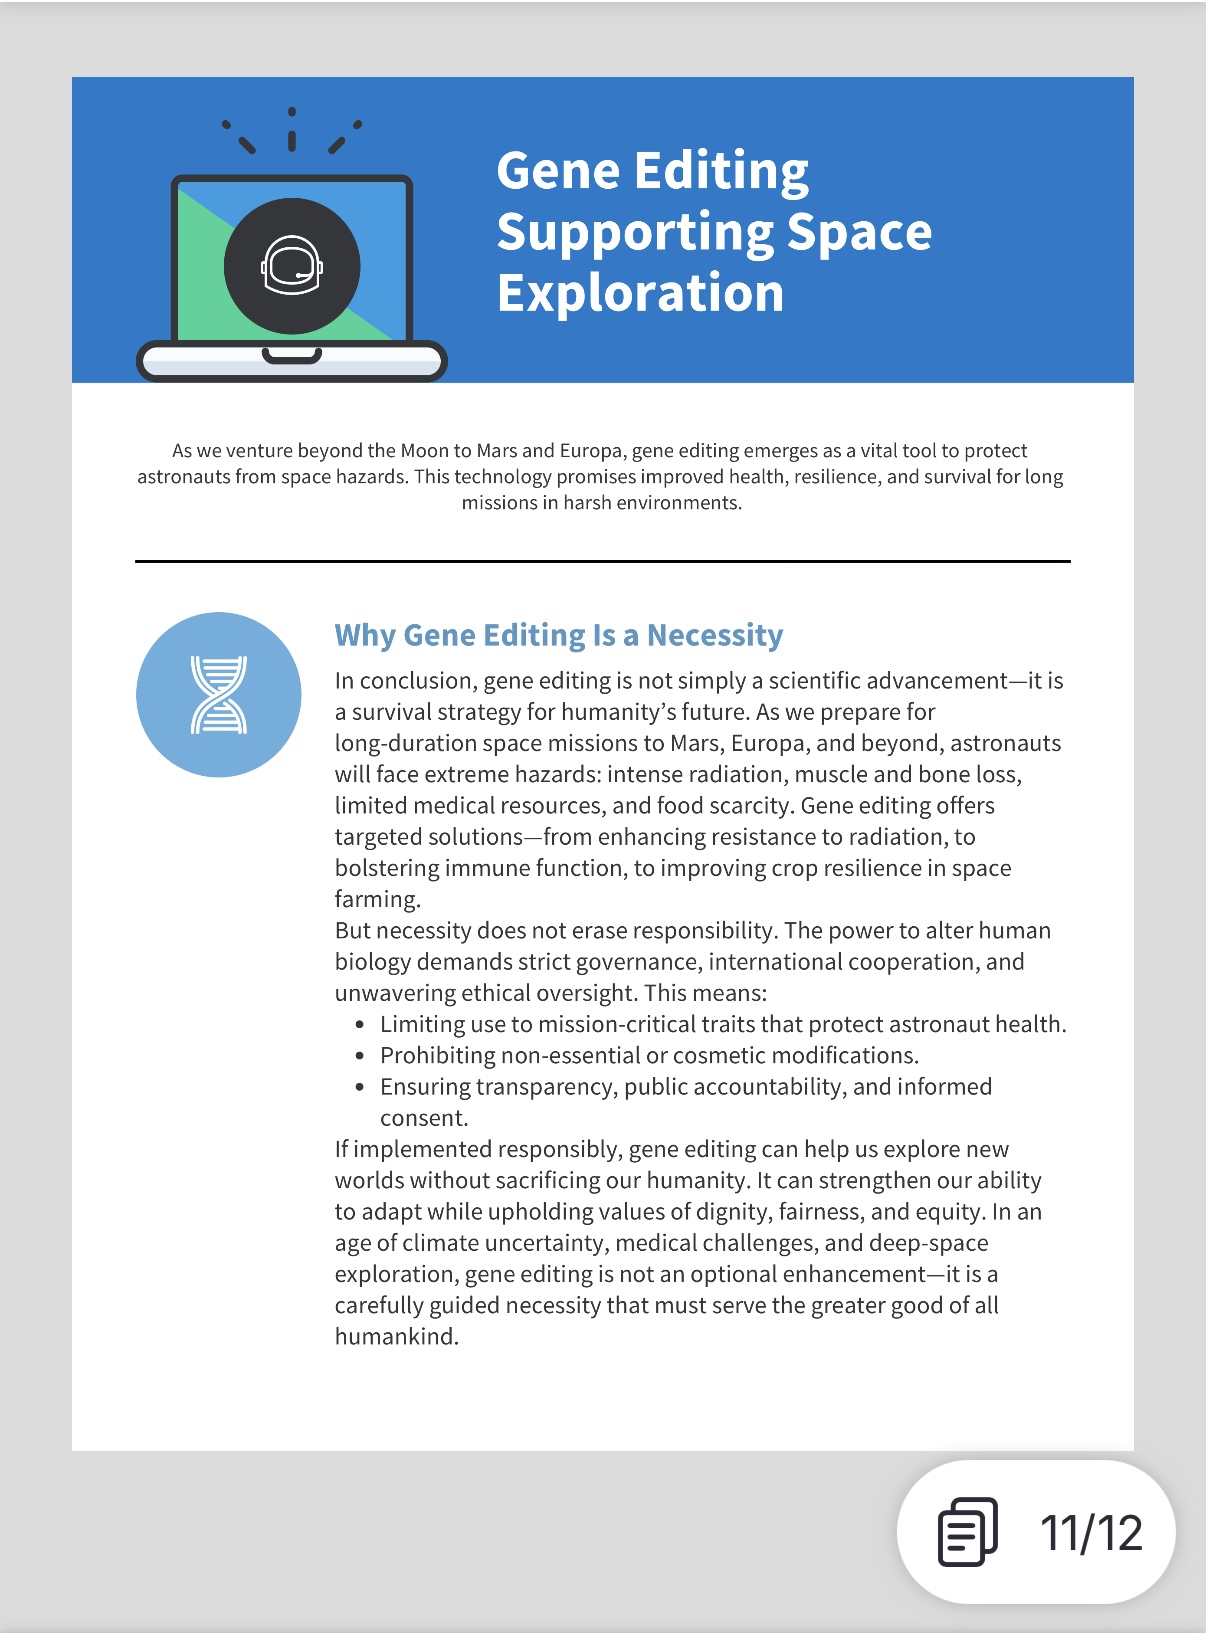 Gene Editing
Supporting Space
Exploration
As we venture beyond the Moon to Mars and Europa, gene editing emerges as a vital tool to protect
astronauts from space hazards. This technology promises improved health, resilience, and survival for long
missions in harsh environments.
Why Gene Editing Is a Necessity
In conclusion, gene editing is not simply a scientific advancement—it is
a survival strategy for humanity’s future. As we prepare for
long-duration space missions to Mars, Europa, and beyond, astronauts
will face extreme hazards: intense radiation, muscle and bone loss,
limited medical resources, and food scarcity. Gene editing offers
targeted solutions—from enhancing resistance to radiation, to
bolstering immune function, to improving crop resilience in space
farming.
But necessity does not erase responsibility. The power to alter human
biology demands strict governance, international cooperation, and
unwavering ethical oversight. This means:
• Limiting use to mission-critical traits that protect astronaut health.
• Prohibiting non-essential or cosmetic modifications.
• Ensuring transparency, public accountability, and informed
consent.
If implemented responsibly, gene editing can help us explore new
worlds without sacrificing our humanity. It can strengthen our ability
to adapt while upholding values of dignity, fairness, and equity. In an
age of climate uncertainty, medical challenges, and deep-space
exploration, gene editing is not an optional enhancement—it is a
carefully guided necessity that must serve the greater good of all
humankind.
11/12